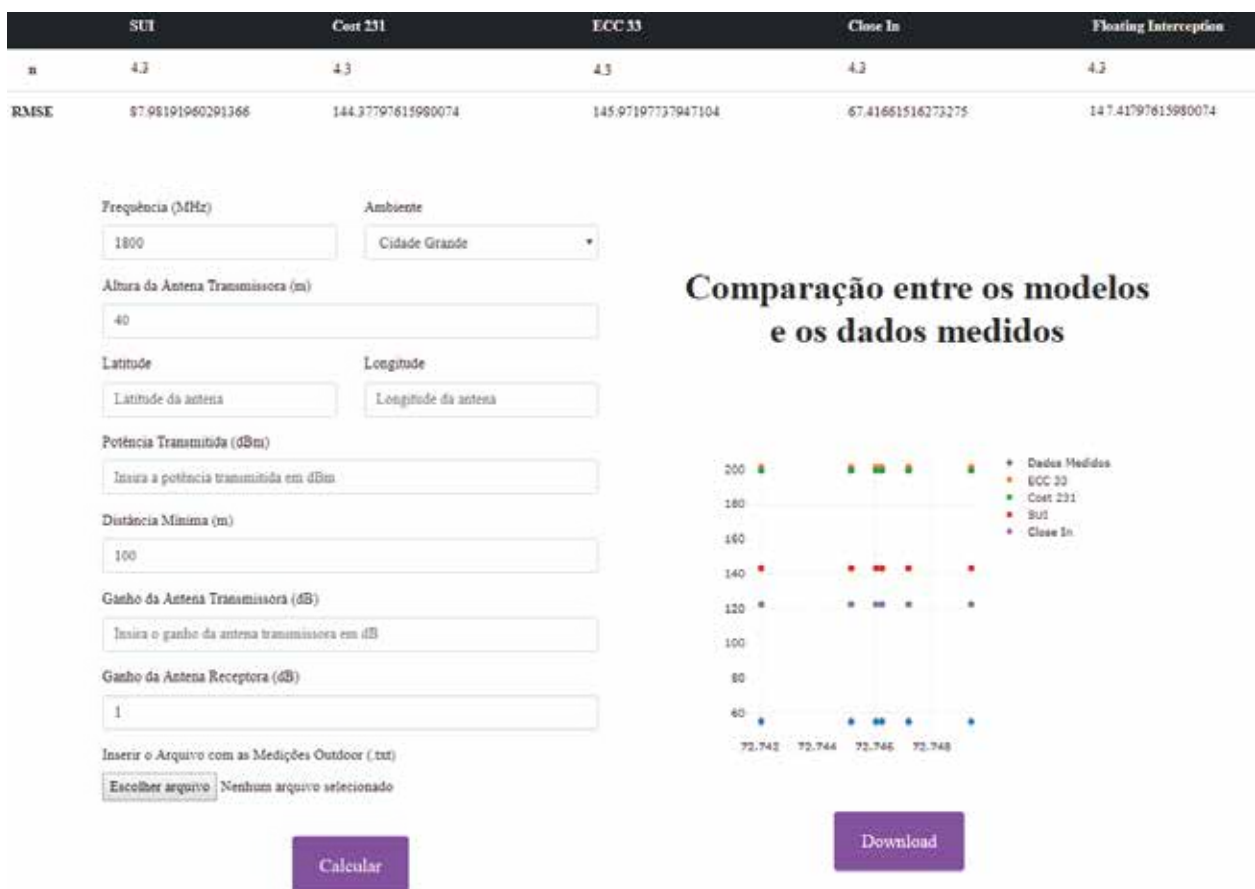 SUI Cost 231 ECC 33 Close In Floating Interception
n 4.3 4.3 4.3 4.3 4.3
RMSE 87.98191960291366 144.37797615980074 145.97197737947104 67.41661516273275 147.41797615980074
Frequência (MHz) Ambiente
1800 Cidade Grande
Altura da Antena Transmissora (m)
40
Latitude Longitude
Latitude da antena Longitude da antena
Potência Transmitida (dBm)
Insira a potência transmitida em dBm
Distância Mínima (m)
100
Ganho da Antena Transmissora (dB)
Insira o ganho da antena transmissora em dB
Ganho da Antena Receptora (dB)
1
Inserir o Arquivo com as Medições Outdoor (.txt)
Escolher arquivo Nenhum arquivo selecionado
Calcular
Comparação entre os modelos
e os dados medidos
200
180
160
140
120
100
80
60
72.742 72.744 72.746 72.748
Dados Medidos
ECC 33
Cost 231
SUI
Close In
Download